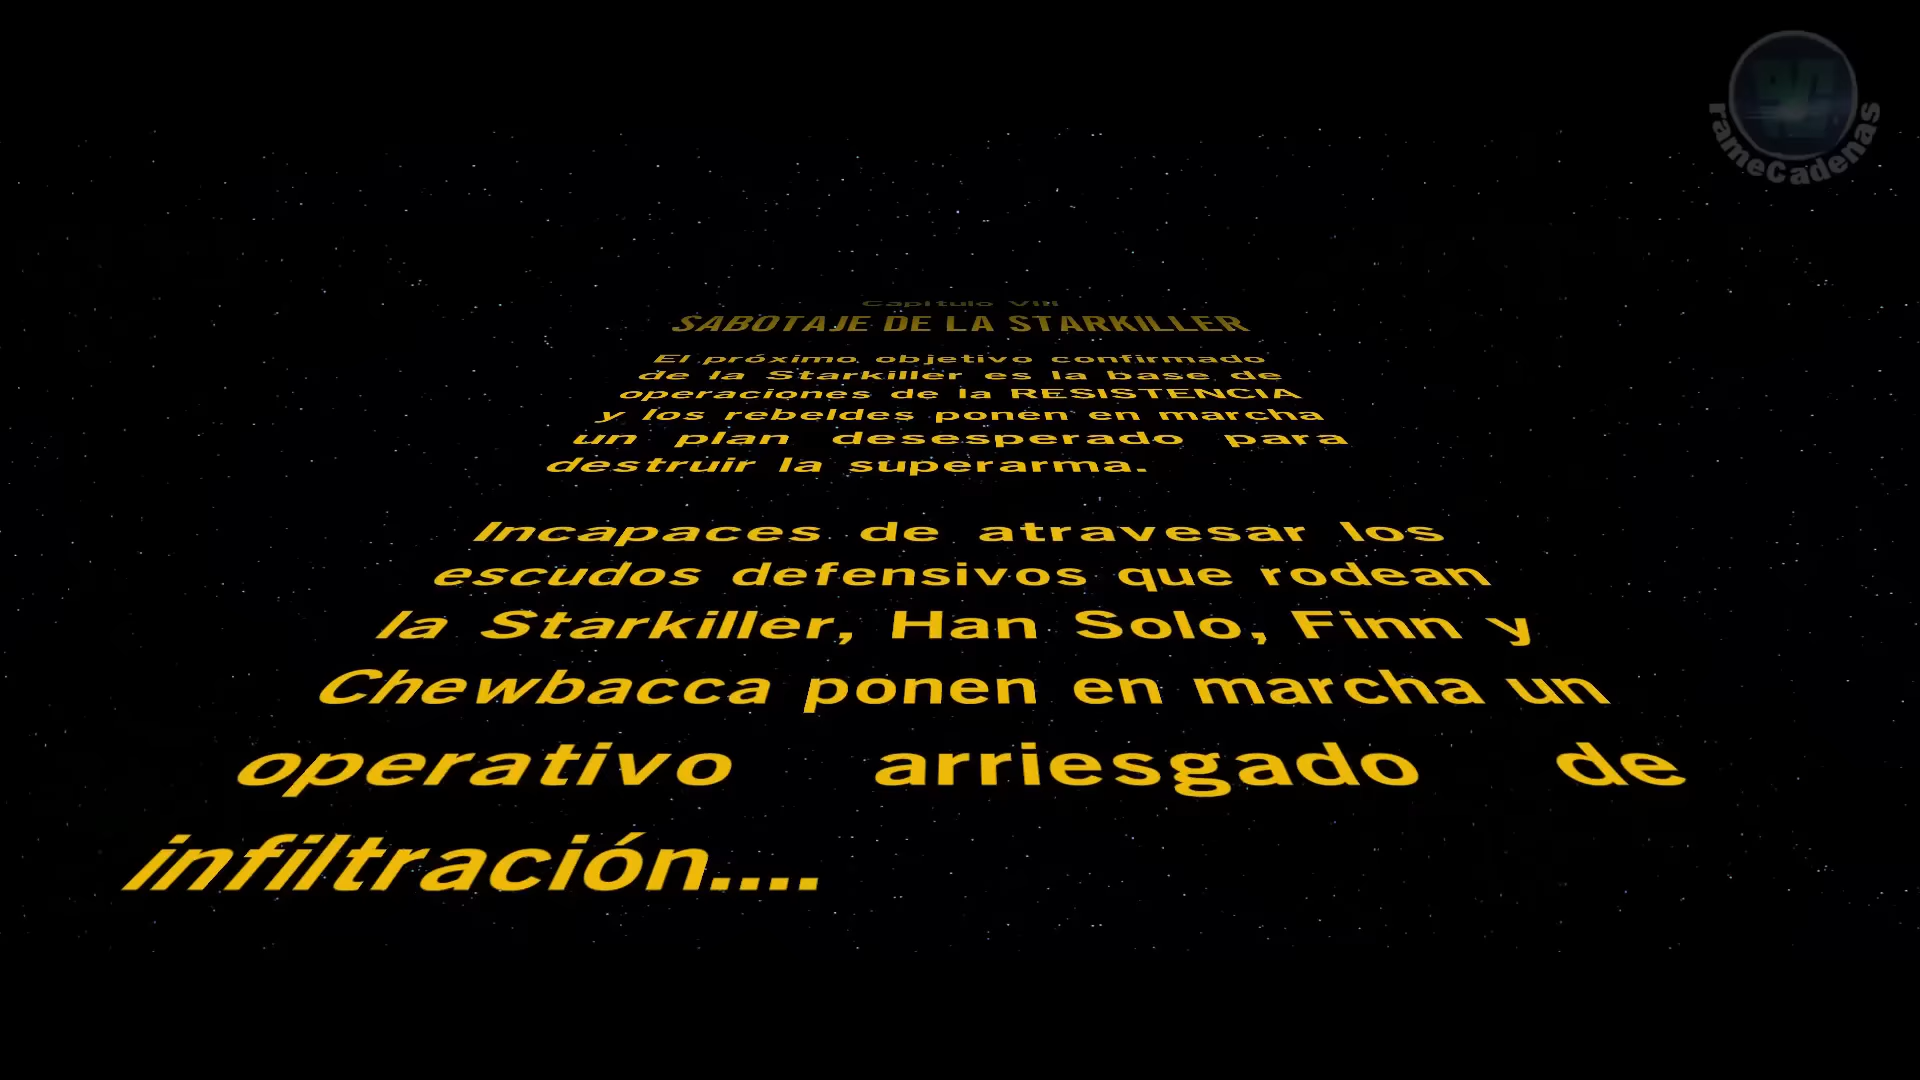 Capítulo VIII
SABOTAJE DE LA STARKILLER
El próximo objetivo confirmado
de la Starkiller es la base de
operaciones de la RESISTENCIA
y los rebeldes ponen en marcha
un plan desesperado para
destruir la superarma.
Incapaces de atravesar los
escudos defensivos que rodean
la Starkiller, Han Solo, Finn y
Chewbacca ponen en marcha un
operativo arriesgado de
infiltración....
rameCadenas